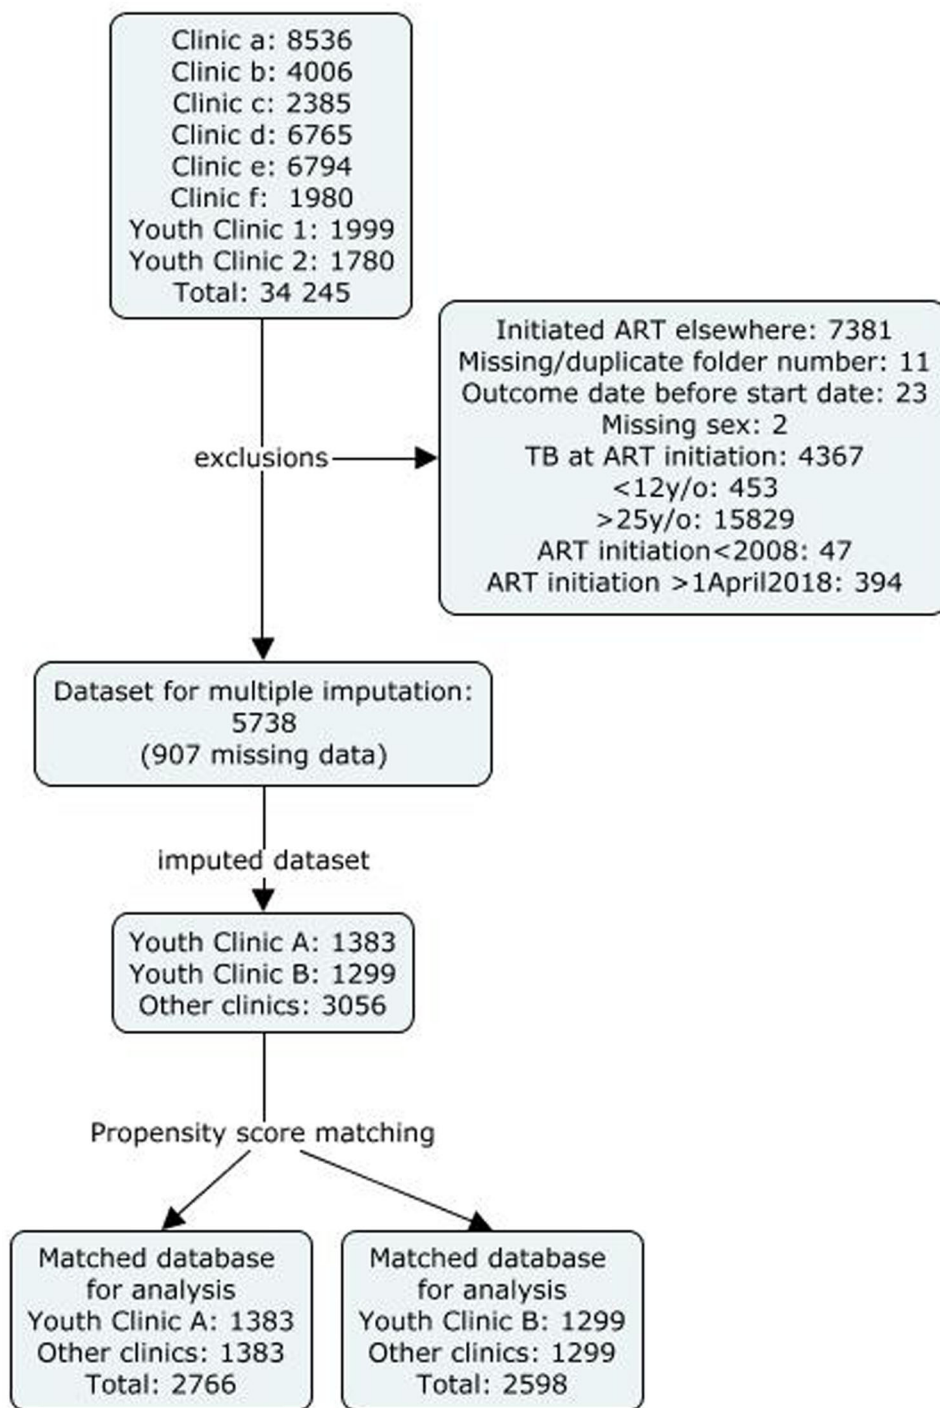 Clinic a: 8536
Clinic b: 4006
Clinic c: 2385
Clinic d: 6765
Clinic e: 6794
Clinic f: 1980
Youth Clinic 1: 1999
Youth Clinic 2: 1780
Total: 34 245
exclusions
Initiated ART elsewhere: 7381
Missing/duplicate folder number: 11
Outcome date before start date: 23
Missing sex: 2
TB at ART initiation: 4367
<12y/o: 453
>25y/o: 15829
ART initiation<2008: 47
ART initiation >1April2018: 394
Dataset for multiple imputation:
5738
(907 missing data)
imputed dataset
Youth Clinic A: 1383
Youth Clinic B: 1299
Other clinics: 3056
Propensity score matching
Matched database
for analysis
Youth Clinic A: 1383
Other clinics: 1383
Total: 2766
Matched database
for analysis
Youth Clinic B: 1299
Other clinics: 1299
Total: 2598